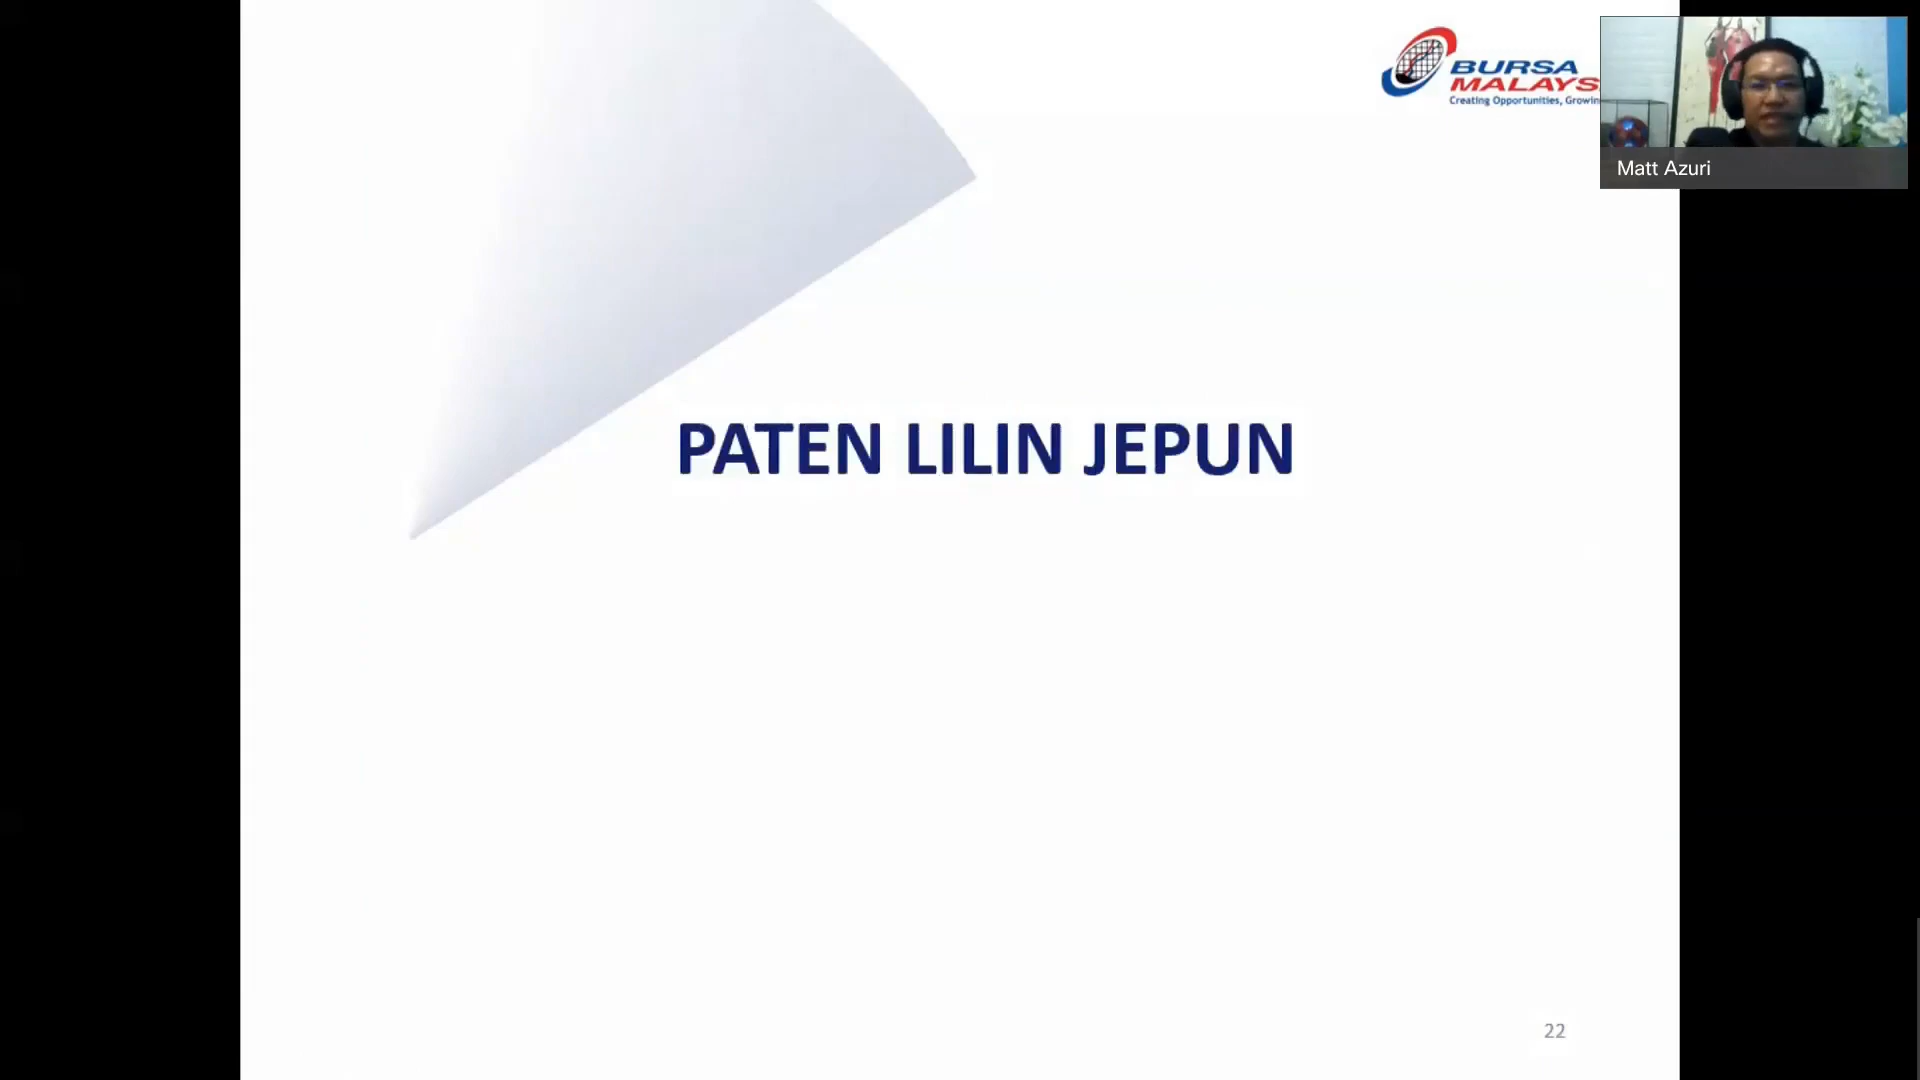 BURSA
MALAYS
Creating Opportunities, Growin
Matt Azuri
PATEN LILIN JEPUN
22